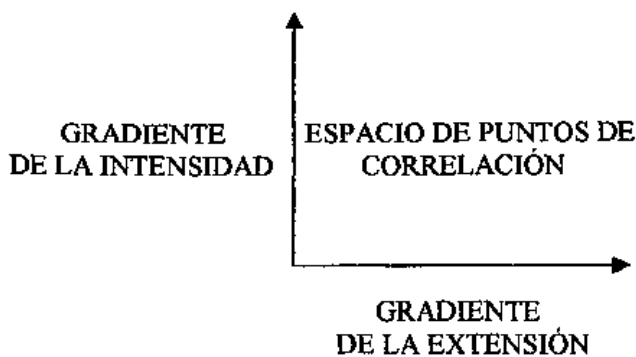 GRADIENTE
DE LA INTENSIDAD
ESPACIO DE PUNTOS DE
CORRELACIÓN
GRADIENTE
DE LA EXTENSIÓN